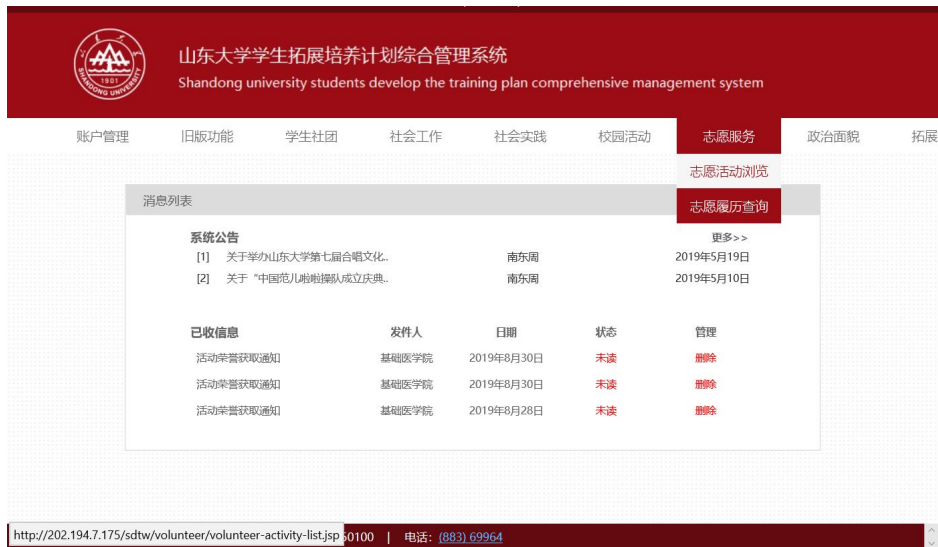 山东大学学生拓展培养计划综合管理系统
Shandong university students develop the training plan comprehensive management system
1901
SHANDONG UNIVERSITY
账户管理 旧版功能 学生社团 社会工作 社会实践 校园活动 志愿服务 政治面貌 拓展
志愿活动浏览
志愿履历查询
消息列表
系统公告 更多>>
[1] 关于举办山东大学第七届合唱文化.. 南东周 2019年5月19日
[2] 关于“中国范儿啦啦操队成立庆典.. 南东周 2019年5月10日
已收信息 发件人 日期 状态 管理
活动荣誉获取通知 基础医学院 2019年8月30日 未读 删除
活动荣誉获取通知 基础医学院 2019年8月30日 未读 删除
活动荣誉获取通知 基础医学院 2019年8月28日 未读 删除
http://202.194.7.175/sdtw/volunteer/volunteer-activity-list.jsp 50100 | 电话: (883) 69964